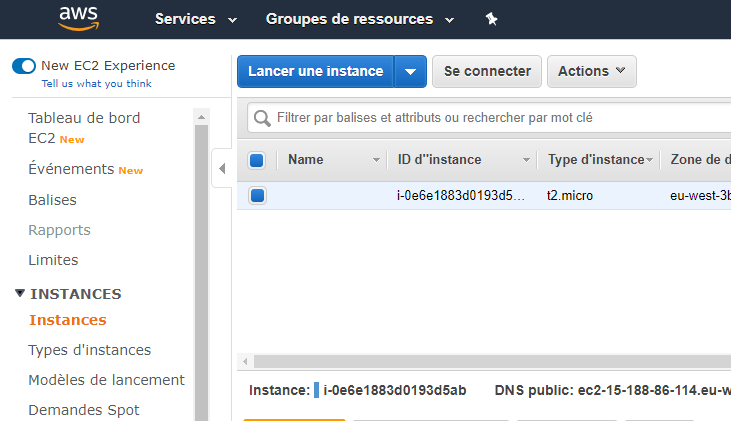 aws
Services
Groupes de ressources
New EC2 Experience
Tell us what you think
Tableau de bord
EC2 New
Événements New
Balises
Rapports
Limites
INSTANCES
Instances
Types d'instances
Modèles de lancement
Demandes Spot
Lancer une instance
Se connecter
Actions
Filtrer par balises et attributs ou rechercher par mot clé
Name ID d''instance Type d'instance Zone de d
i-0e6e1883d0193d5... t2.micro eu-west-3b
Instance: i-0e6e1883d0193d5ab DNS public: ec2-15-188-86-114.eu-w